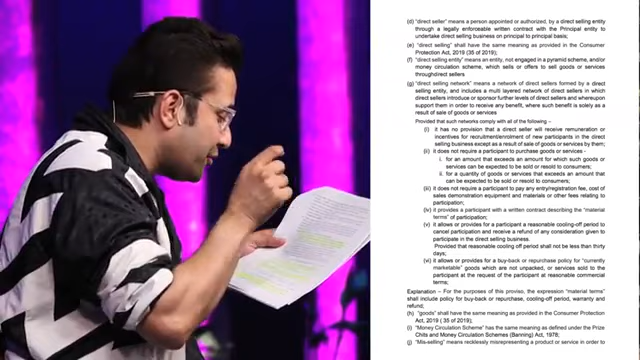 (d) "direct seller" means a person appointed or authorized, by a direct selling entity
through a legally enforceable written contract with the Principal entity to
undertake direct selling business on principal to principal basis;
(e) "direct selling" shall have the same meaning as provided in the Consumer
Protection Act, 2019 (35 of 2019);
(f) "direct selling entity" means an entity, not engaged in a pyramid scheme, and/or
money circulation scheme, which sells or offers to sell goods or services
throughdirect sellers
(g) "direct selling network" means a network of direct sellers formed by a direct
selling entity, and includes a multi layered network of direct sellers in which
direct sellers introduce or sponsor further levels of direct sellers and whereupon
support them in order to receive any benefit, where such benefit is solely as a
result of sale of goods or services
Provided that such networks comply with all of the following :-
(i) it has no provision that a direct seller will receive remuneration or
incentives for recruitment/enrolment of new participants in the direct
selling business except as a result of sale of goods or services by them;
(ii) it does not require a participant to purchase goods or services -
i. for an amount that exceeds an amount for which such goods or
services can be expected to be sold or resold to consumers;
ii. for a quantity of goods or services that exceeds an amount that
can be expected to be sold or resold to consumers;
(iii) it does not require a participant to pay any entry/registration fee, cost of
sales demonstration equipment and materials or other fees relating to
participation;
(iv) it provides a participant with a written contract describing the "material
terms" of participation;
(v) it allows or provides for a participant a reasonable cooling-off period to
cancel participation and receive a refund of any consideration given to
participate in the direct selling business.
Provided that reasonable cooling off period shall not be less than thirty
days;
(vi) it allows or provides for a buy-back or repurchase policy for "currently
marketable" goods which are not unpacked, or services sold to the
participant at the request of the participant at reasonable commercial
terms;
Explanation – For the purposes of this proviso, the expression "material terms"
shall include policy for buy-back or repurchase, cooling-off period, warranty and
refund;
(h) "goods" shall have the same meaning as provided in the Consumer Protection
Act, 2019 (35 of 2019);
(i) "Money Circulation Scheme" has the same meaning as defined under the Prize
Chits and Money Circulation Schemes (Banning) Act, 1978;
(j) "Mis-selling" means recklessly misrepresenting a product or service in order to